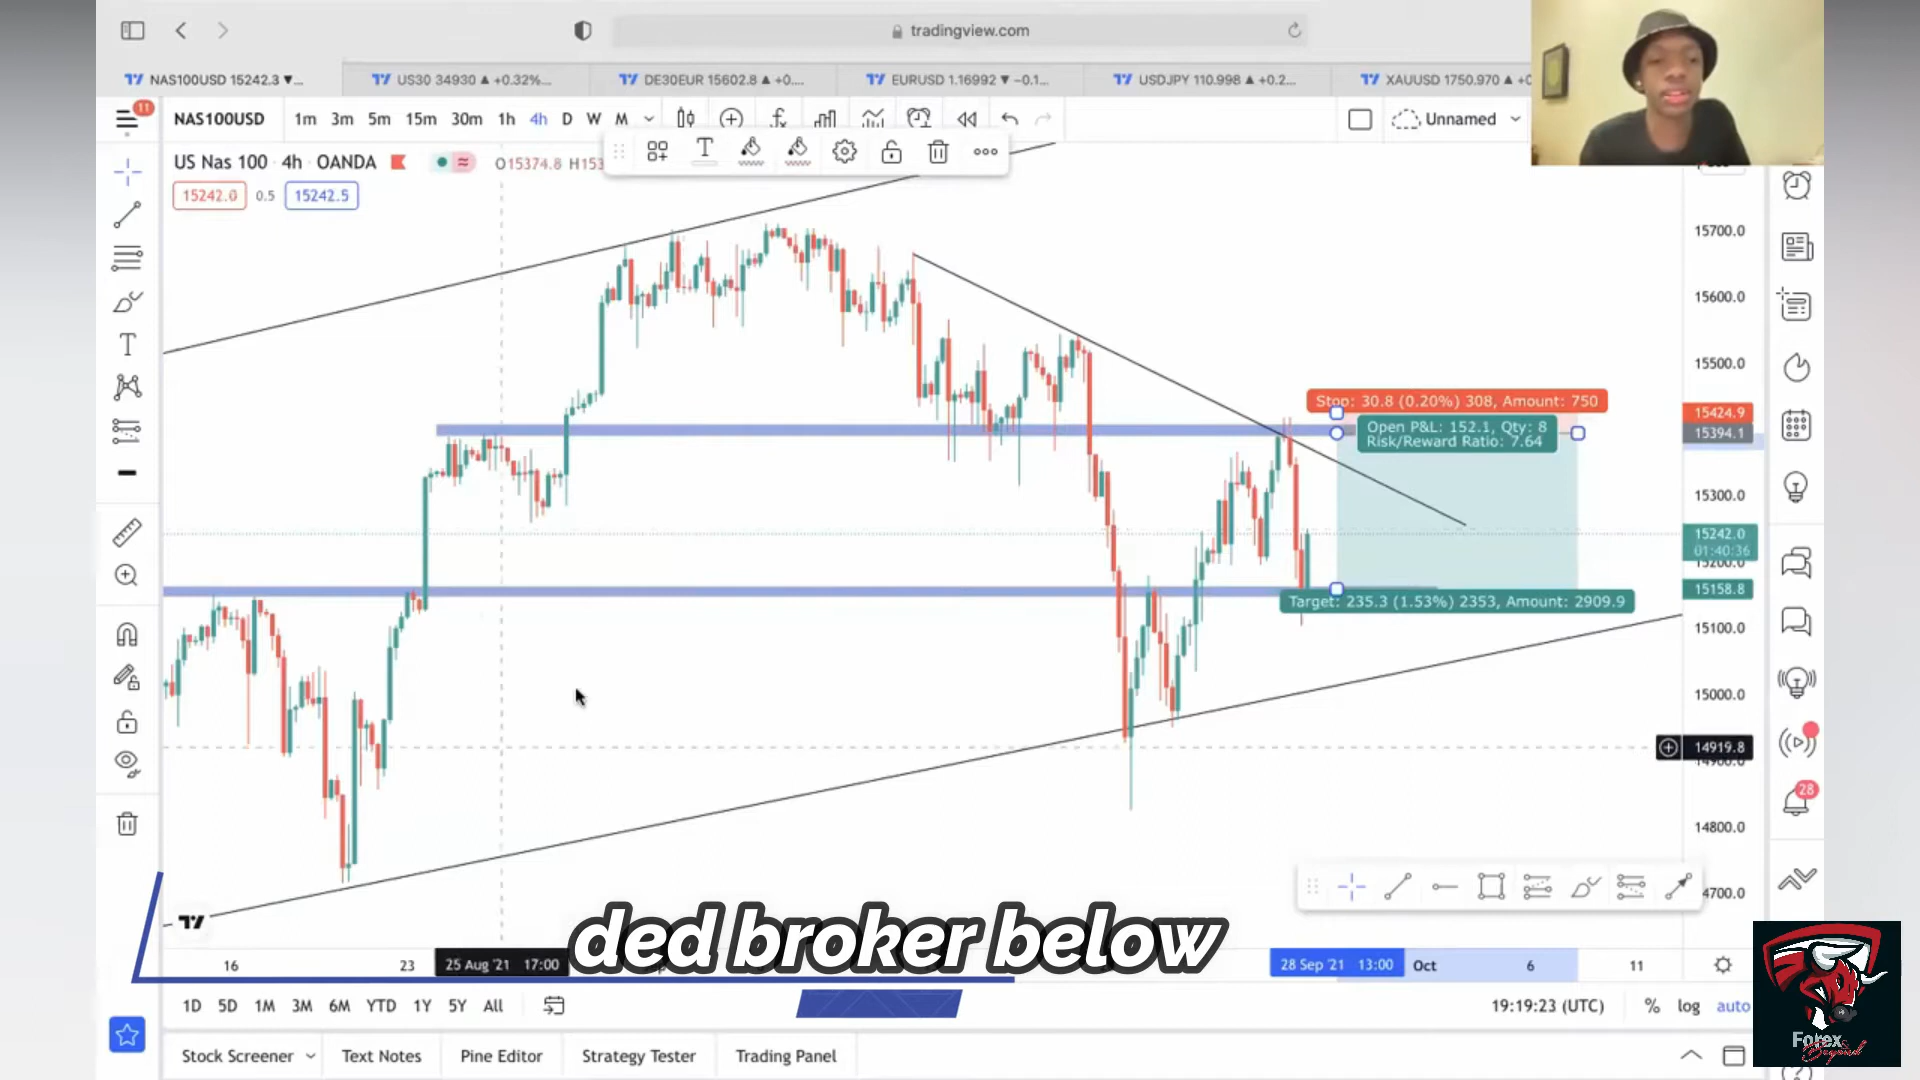 tradingview.com
NAS100USD 15242.3 ▼...
US30 34930 ▲ +0.32%...
DE30EUR 15602.8 ▲ +0....
EURUSD 1.16992 ▼ −0.1...
USDJPY 110.998 ▲ +0.2...
XAUUSD 1750.970 ▲ +0
11
NAS100USD 1m 3m 5m 15m 30m 1h 4h D W M
Unnamed
US Nas 100 · 4h · OANDA
O15374.8 H153
15242.0 0.5 15242.5
15700.0
15600.0
15500.0
Stop: 30.8 (0.20%) 308, Amount: 750
15424.9
Open P&L: 152.1, Qty: 8
Risk/Reward Ratio: 7.64
15394.1
15300.0
15242.0
01:40:36
15200.0
15158.8
Target: 235.3 (1.53%) 2353, Amount: 2909.9
15100.0
15000.0
14919.8
14900.0
28
14800.0
14700.0
ded broker below
16 23 25 Aug '21 17:00 28 Sep '21 13:00 Oct 6 11
1D 5D 1M 3M 6M YTD 1Y 5Y All
19:19:23 (UTC) % log auto
Stock Screener Text Notes Pine Editor Strategy Tester Trading Panel
Forex
Beyond